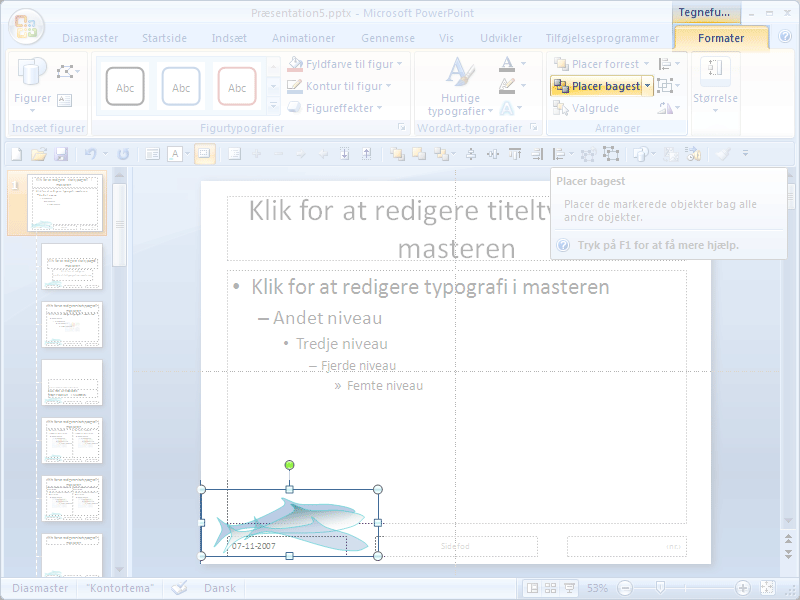 Præsentation5.pptx - Microsoft PowerPoint
Tegnefu...
Diasmaster
Startside
Indsæt
Animationer
Gennemse
Vis
Udvikler
Tilføjelsesprogrammer
Formater
Figurer
Indsæt figurer
Abc
Abc
Abc
Fyldfarve til figur
Kontur til figur
Figureffekter
Figurtypografier
Hurtige
typografier
WordArt-typografier
Placer forrest
Placer bagest
Valgrude
Arranger
Størrelse
Placer bagest
Placer de markerede objekter bag alle
andre objekter.
Tryk på F1 for at få mere hjælp.
1
Klik for at redigere titelty
masteren
• Klik for at redigere typografi i masteren
– Andet niveau
• Tredje niveau
– Fjerde niveau
» Femte niveau
07-11-2007
Sidefod
Diasmaster
"Kontortema"
Dansk
53%